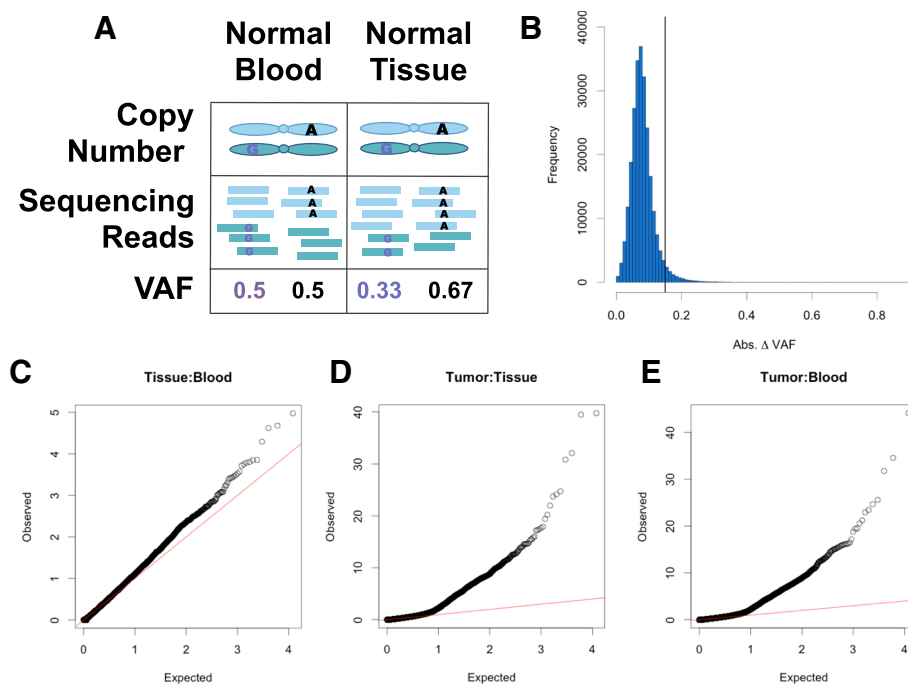 A
Normal Blood
Normal Tissue
Copy Number
A
G
A
G
Sequencing Reads
A
A
A
G
G
G
A
A
A
A
G
G
VAF
0.5
0.5
0.33
0.67
B
Frequency
0
10000
20000
30000
40000
0.0
0.2
0.4
0.6
0.8
Abs. Δ VAF
C
Tissue:Blood
Observed
0
1
2
3
4
5
0
1
2
3
4
Expected
D
Tumor:Tissue
Observed
0
10
20
30
40
0
1
2
3
4
Expected
E
Tumor:Blood
Observed
0
10
20
30
40
0
1
2
3
4
Expected